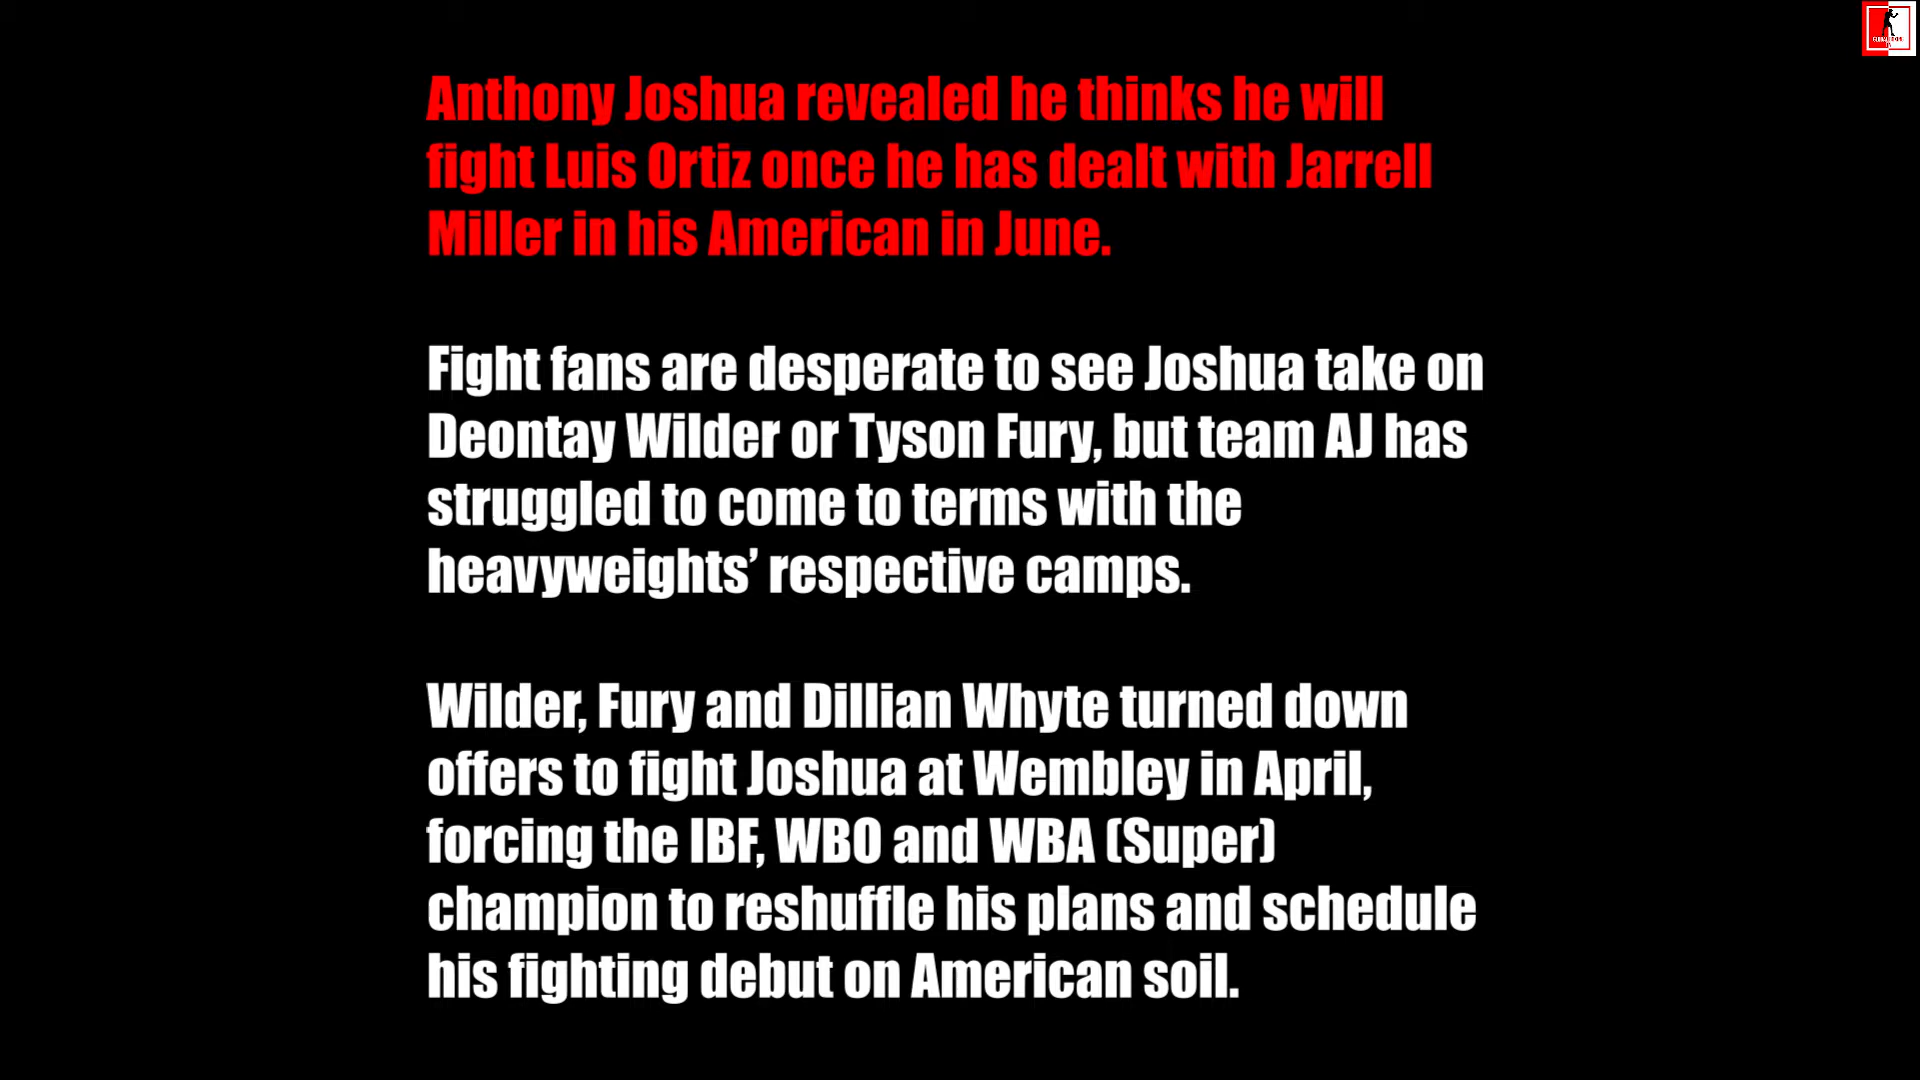 Anthony Joshua revealed he thinks he will
fight Luis Ortiz once he has dealt with Jarrell
Miller in his American in June.
Fight fans are desperate to see Joshua take on
Deontay Wilder or Tyson Fury, but team AJ has
struggled to come to terms with the
heavyweights’ respective camps.
Wilder, Fury and Dillian Whyte turned down
offers to fight Joshua at Wembley in April,
forcing the IBF, WBO and WBA (Super)
champion to reshuffle his plans and schedule
his fighting debut on American soil.